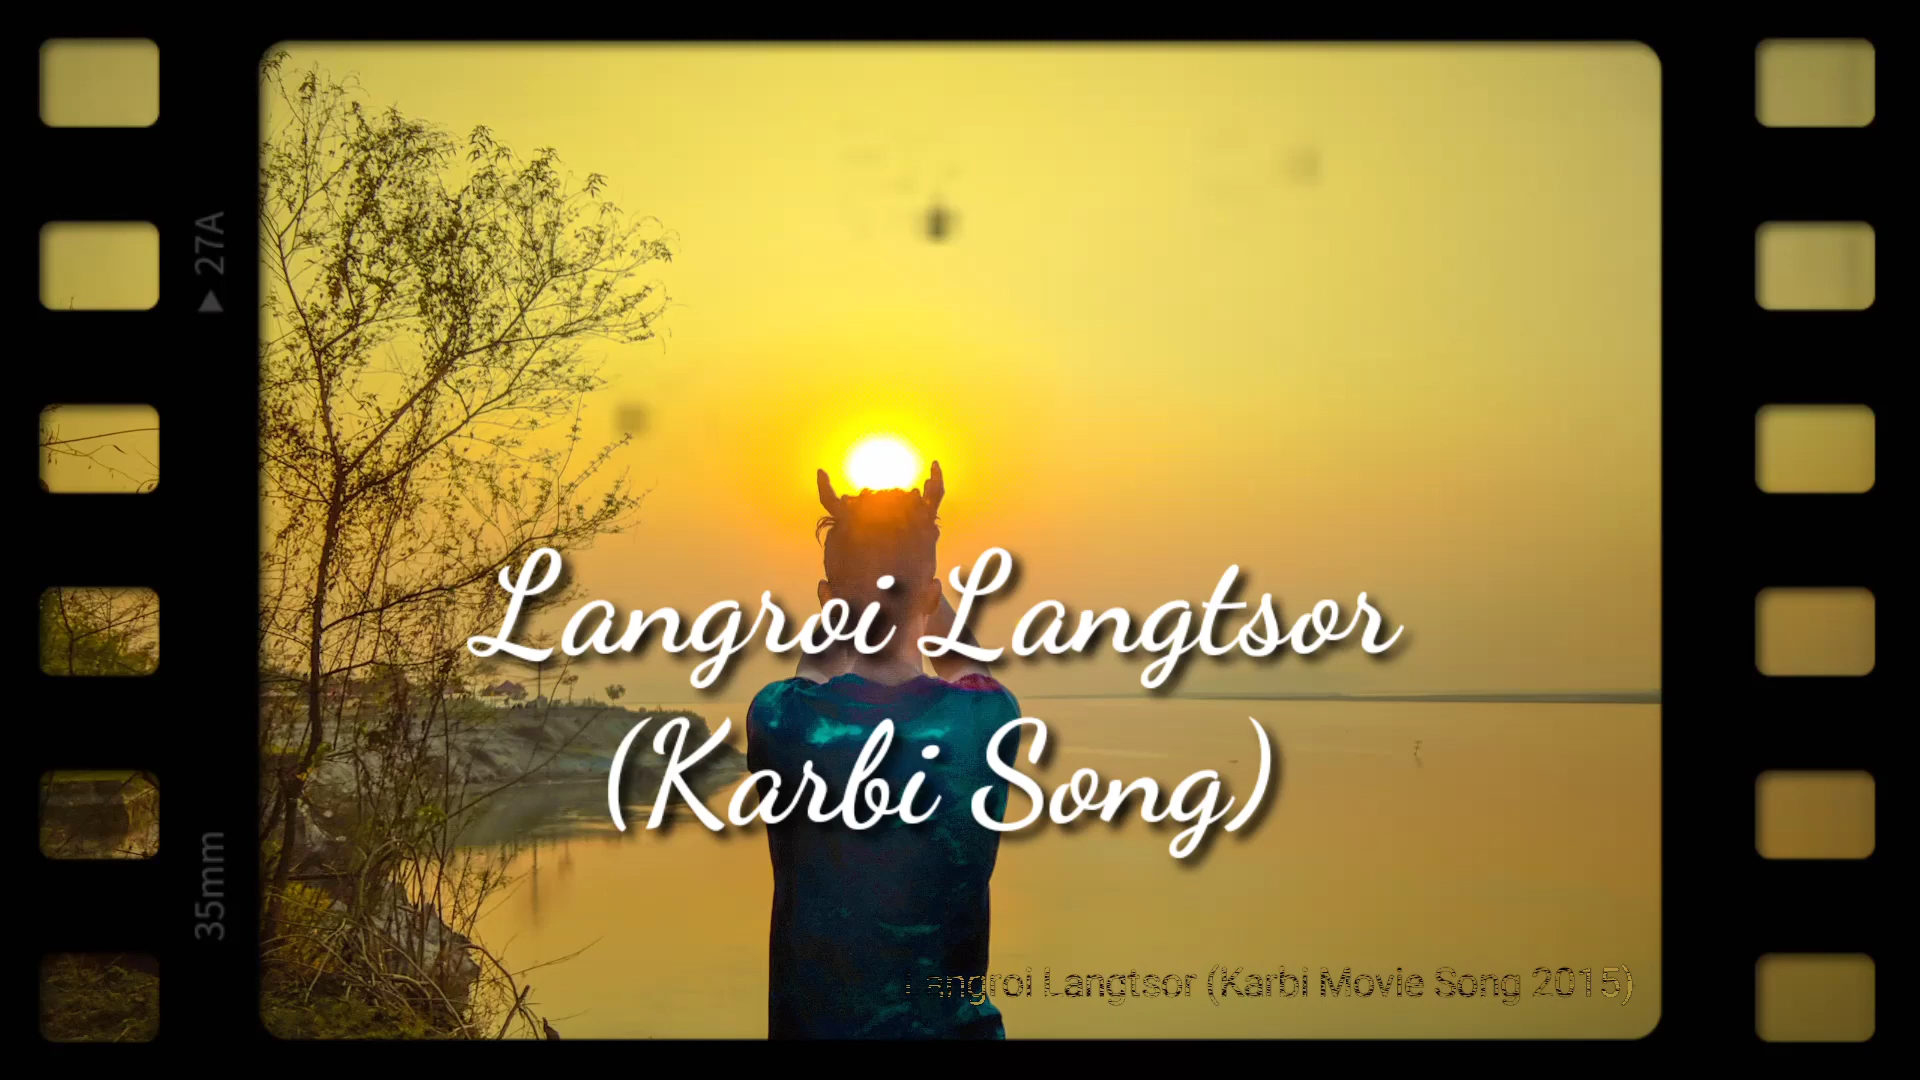 27A
Langroi Langtsor
(Karbi Song)
35mm
Langroi Langtsor (Karbi Movie Song 2015)